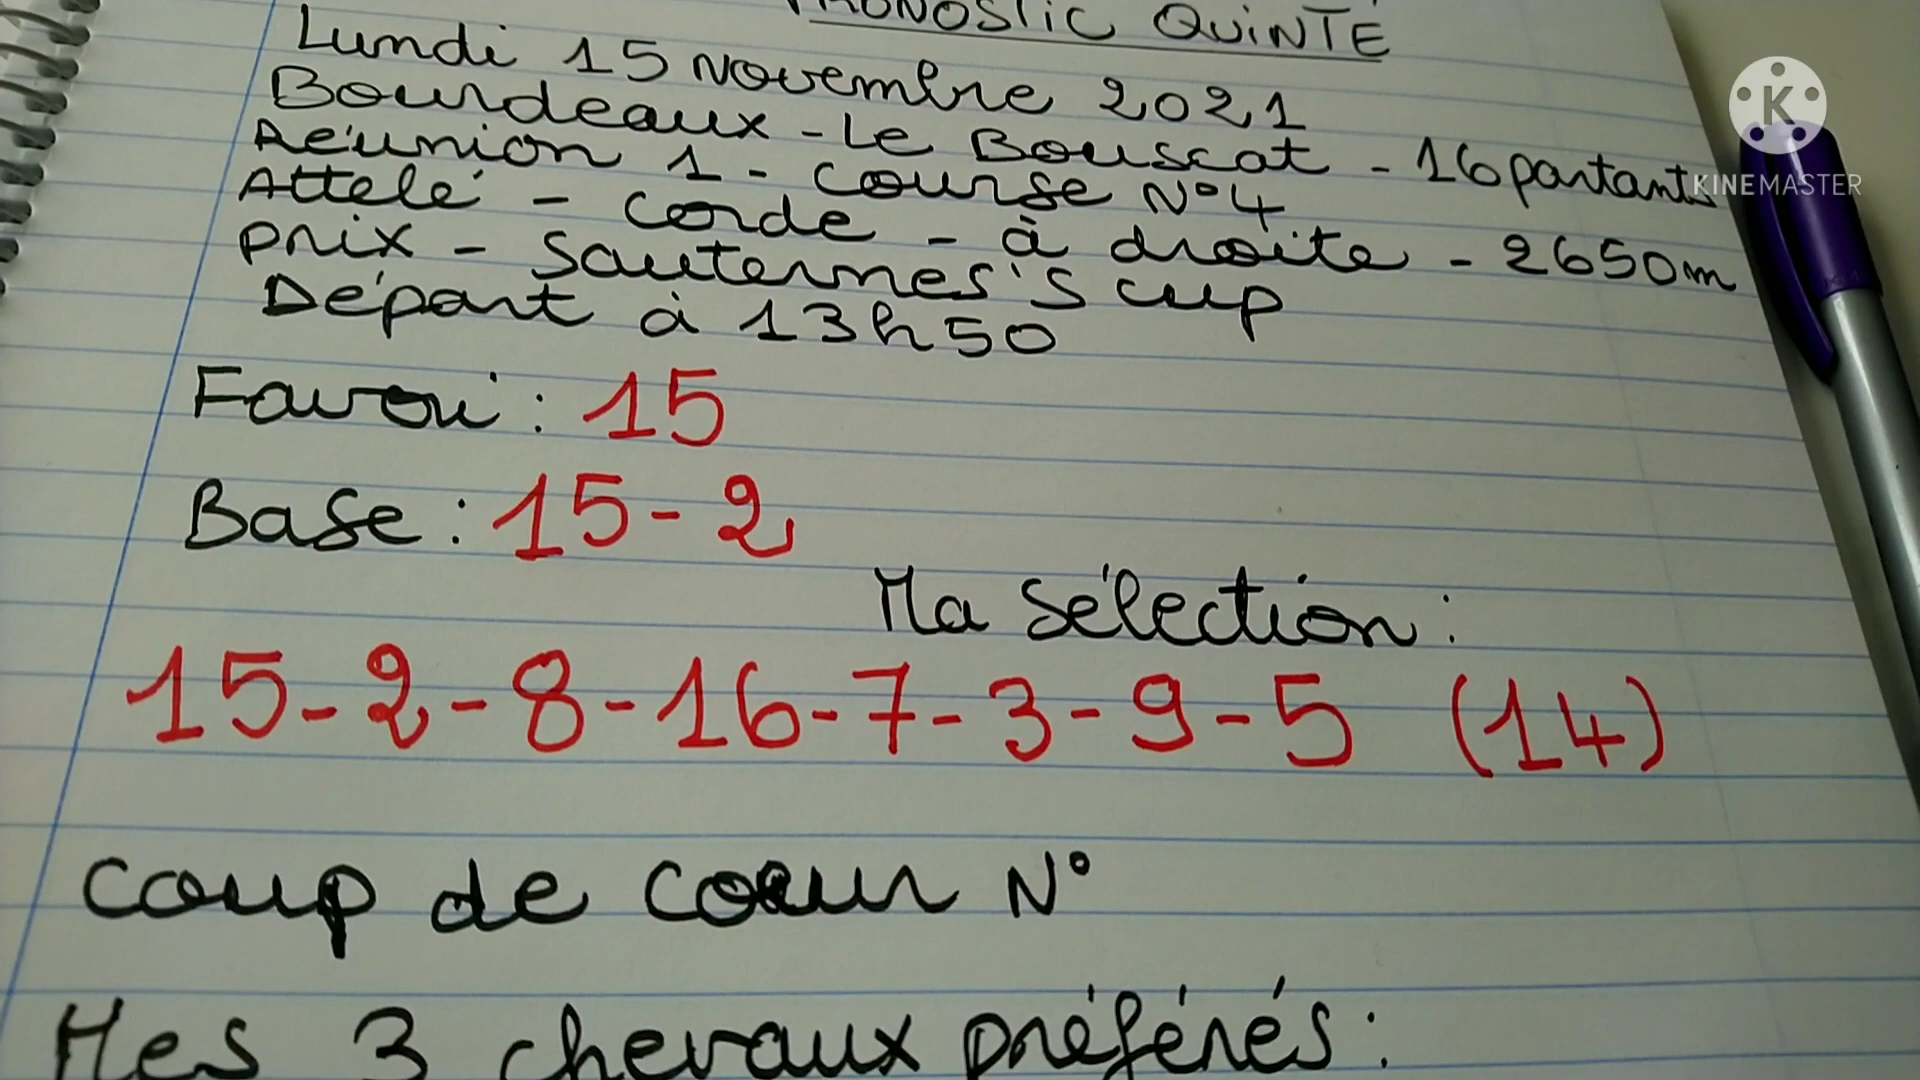 PRONOSTIC QUINTÉ
Lundi 15 Novembre 2021
Bourdeaux - Le Bouscat - 16 partants
Réunion 1 - Course N°4
Attelé - Corde - à droite - 2650m
Prix - Sauternes's cup
Départ à 13h50
Favori : 15
Base : 15 - 2
Ma Sélection :
15 - 2 - 8 - 16 - 7 - 3 - 9 - 5 (14)
Coup de coeur N°
Mes 3 chevaux préférés :
K
KINEMASTER